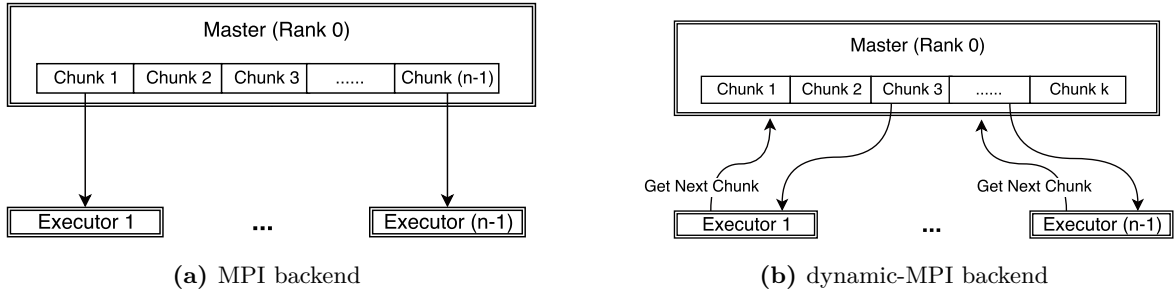 Master (Rank 0)
Chunk 1 Chunk 2 Chunk 3 ...... Chunk (n-1)
Executor 1 ... Executor (n-1)
(a) MPI backend
Master (Rank 0)
Chunk 1 Chunk 2 Chunk 3 ...... Chunk k
Get Next Chunk Get Next Chunk
Executor 1 ... Executor (n-1)
(b) dynamic-MPI backend